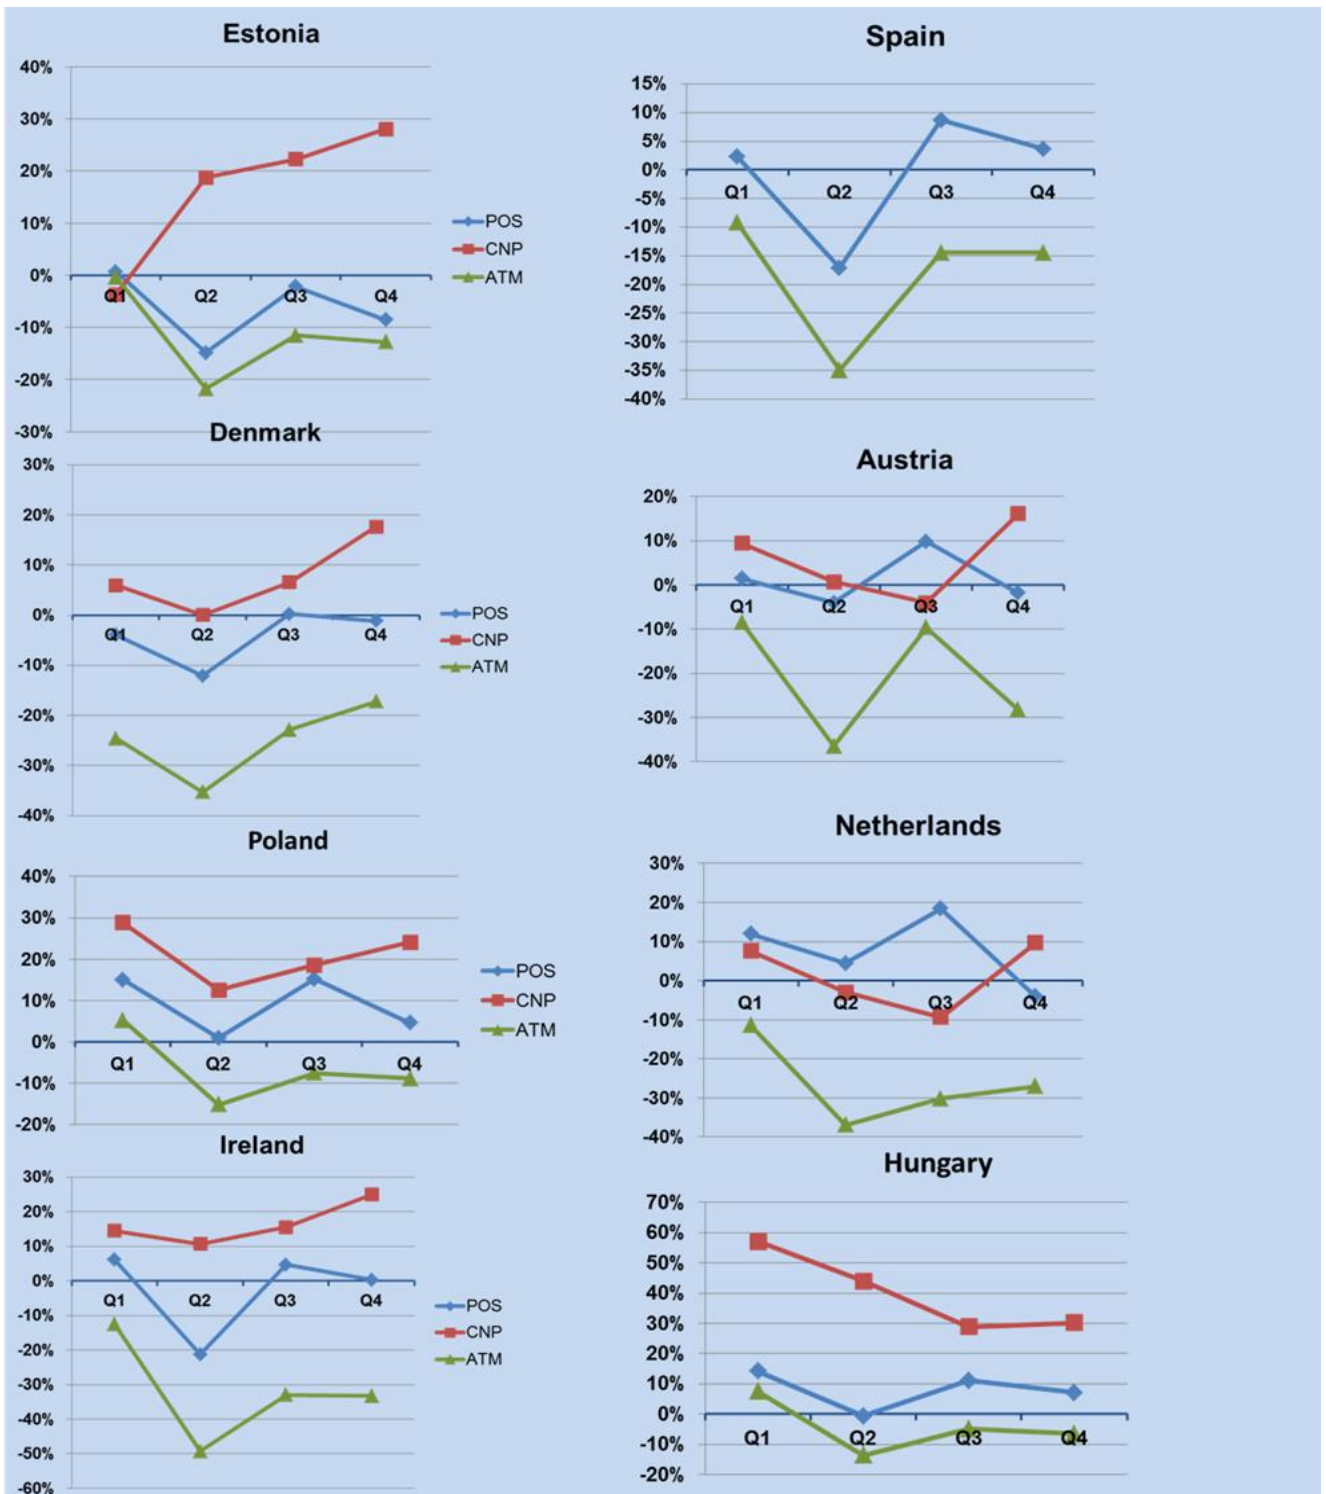 Estonia
40%
30%
20%
10%
0%
-10%
-20%
-30%
Q1
Q2
Q3
Q4
POS
CNP
ATM
Spain
15%
10%
5%
0%
-5%
-10%
-15%
-20%
-25%
-30%
-35%
-40%
Q1
Q2
Q3
Q4
Denmark
30%
20%
10%
0%
-10%
-20%
-30%
-40%
Q1
Q2
Q3
Q4
POS
CNP
ATM
Austria
20%
10%
0%
-10%
-20%
-30%
-40%
Q1
Q2
Q3
Q4
Poland
40%
30%
20%
10%
0%
-10%
-20%
Q1
Q2
Q3
Q4
POS
CNP
ATM
Netherlands
30%
20%
10%
0%
-10%
-20%
-30%
-40%
Q1
Q2
Q3
Q4
Ireland
30%
20%
10%
0%
-10%
-20%
-30%
-40%
-50%
-60%
Q1
Q2
Q3
Q4
POS
CNP
ATM
Hungary
70%
60%
50%
40%
30%
20%
10%
0%
-10%
-20%
Q1
Q2
Q3
Q4